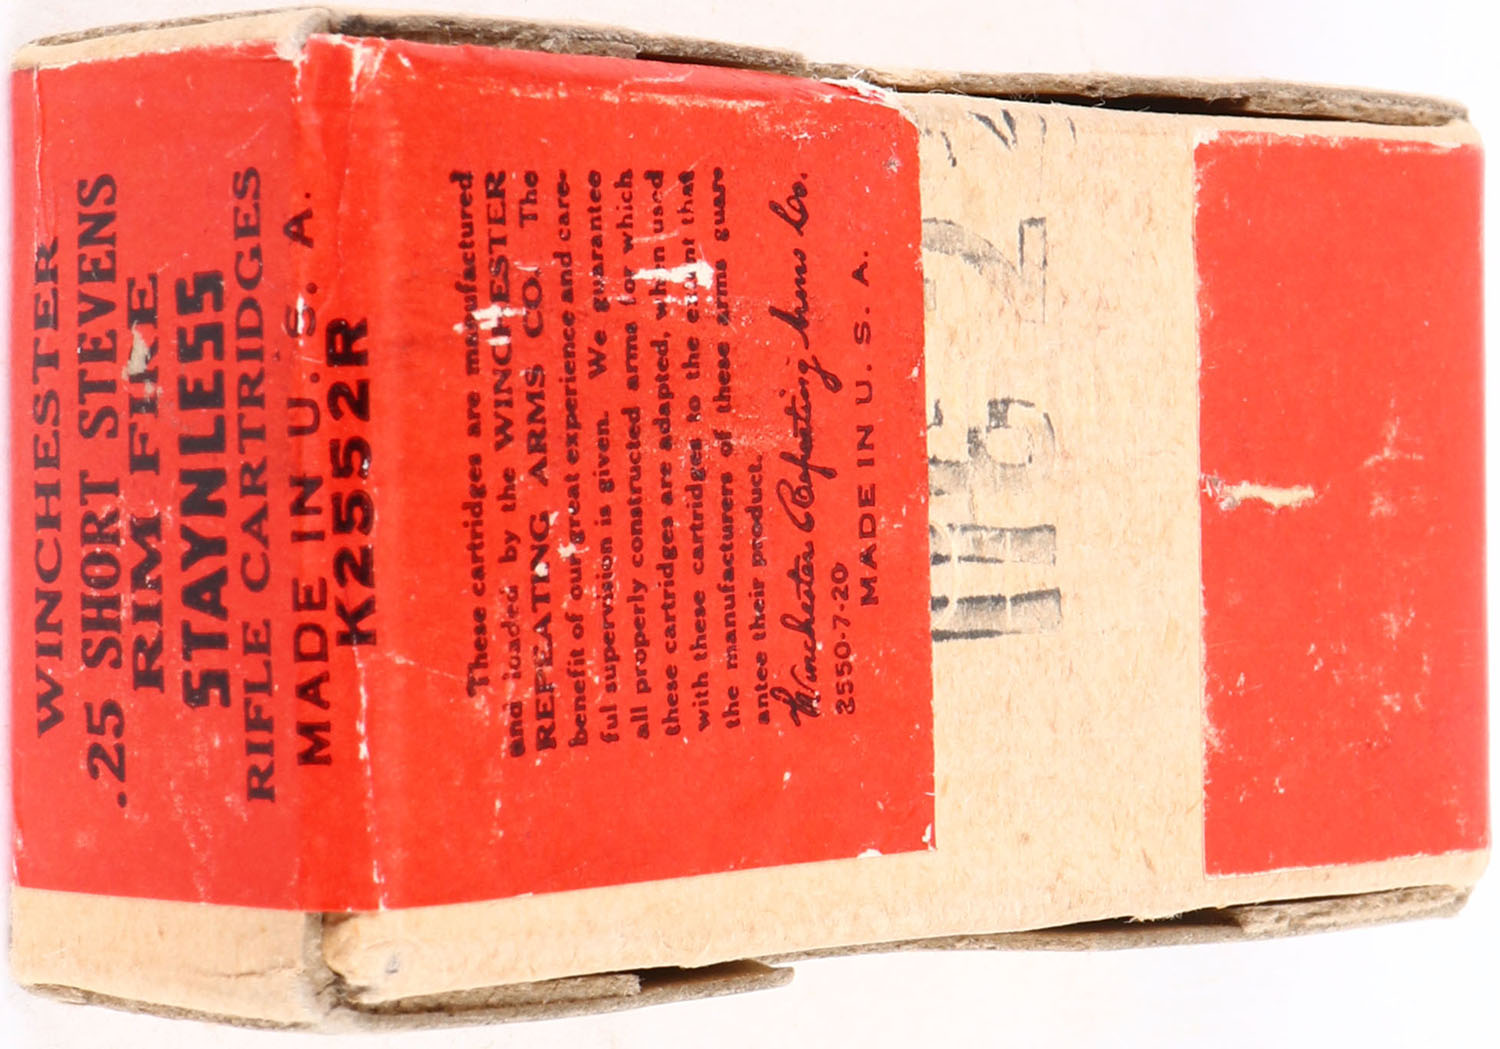 WINCHESTER
.25 SHORT STEVENS
RIM FIRE
STAYNLESS
RIFLE CARTRIDGES
MADE IN U. S. A.
K2552R
These cartridges are manufactured
and loaded by the WINCHESTER
REPEATING ARMS CO. The
benefit of our great experience and care-
ful supervision is given. We guarantee
all properly constructed arms for which
these cartridges are adapted, when used
with these cartridges to the extent that
the manufacturers of these arms guar-
antee their product.
Winchester Repeating Arms Co.
2550-7-20
MADE IN U. S. A.